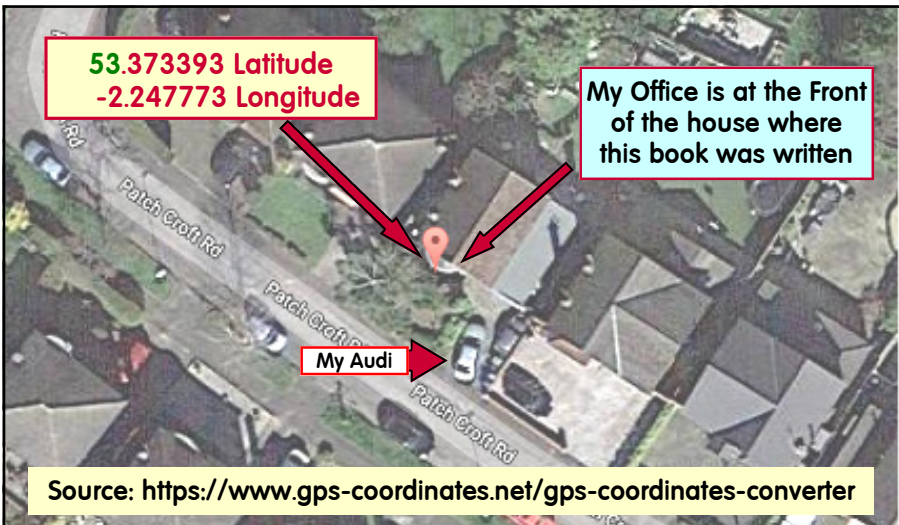 53.373393 Latitude
-2.247773 Longitude
My Office is at the Front
of the house where
this book was written
Rd
Patch Croft Rd
Patch Croft R
My Audi
Patch Croft Rd
Source: https://www.gps-coordinates.net/gps-coordinates-converter